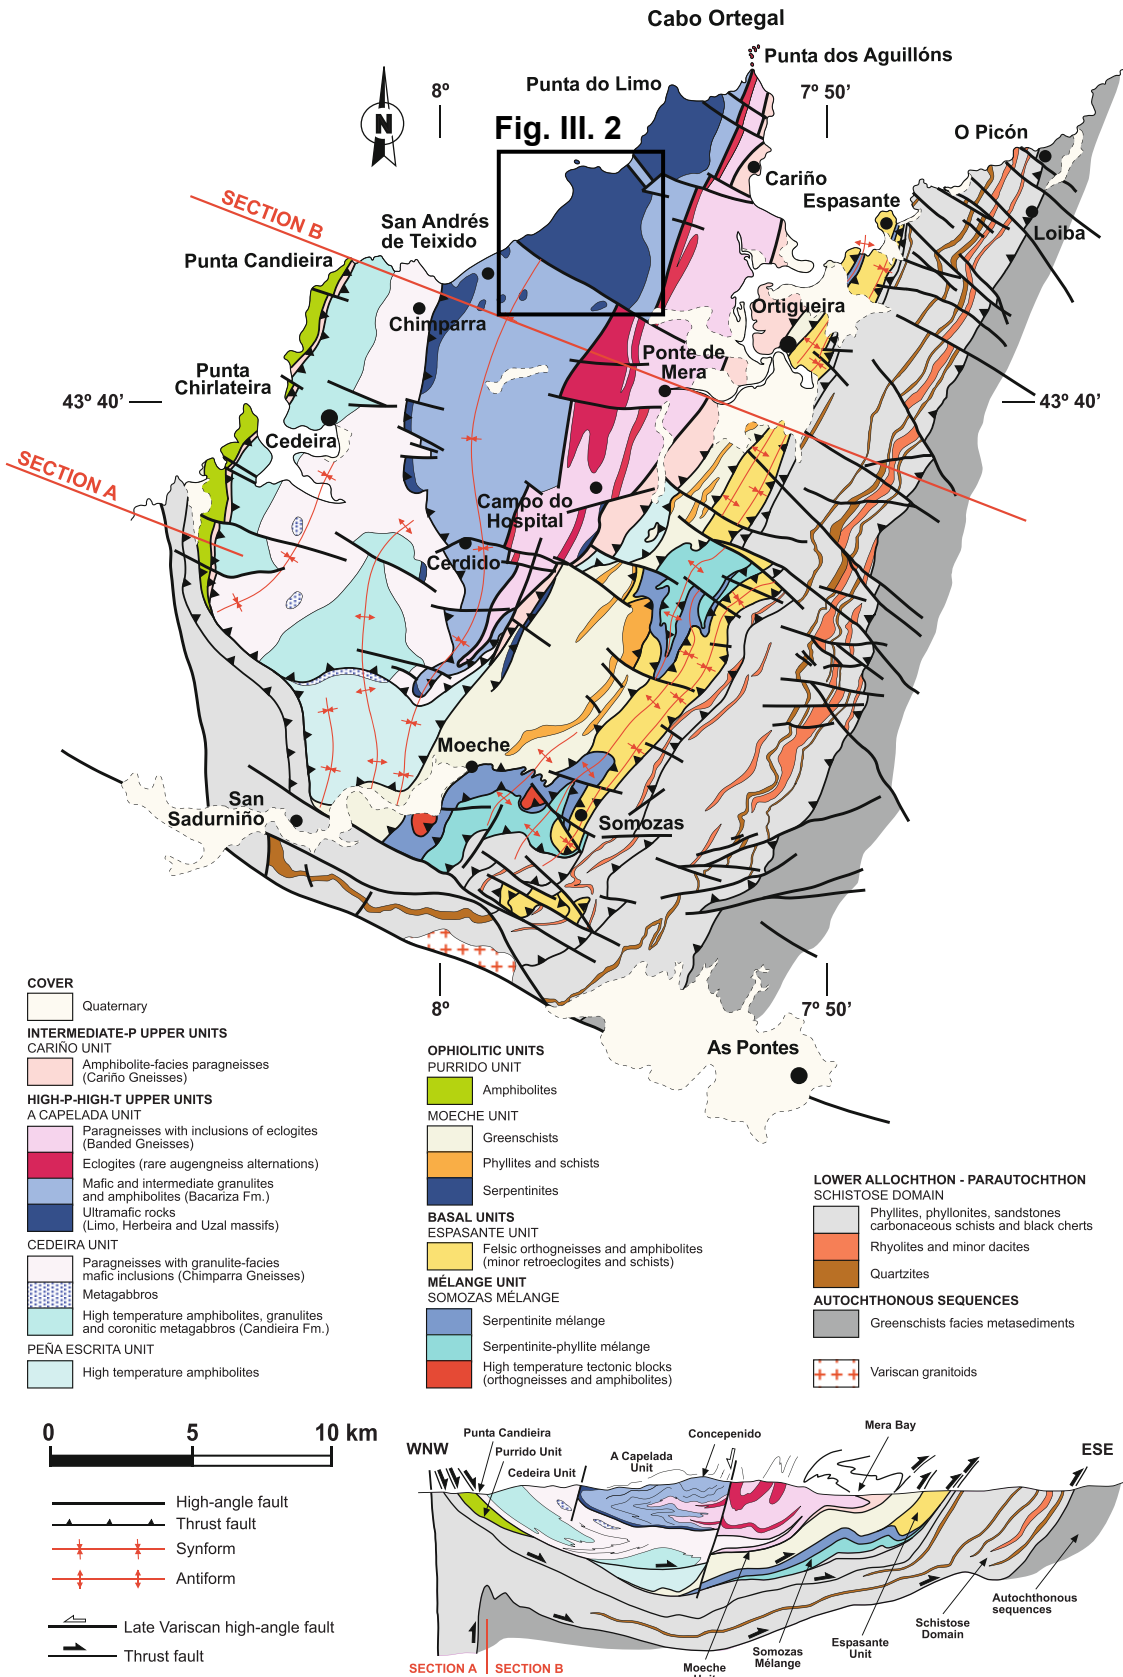 Cabo Ortegal
Punta dos Aguillóns
Punta do Limo
8º
7º 50’
N
Fig. III. 2
O Picón
Cariño
Espasante
SECTION B
San Andrés
de Teixido
Loiba
Punta Candieira
Chimparra
Ortigueira
Ponte de
Mera
Punta
Chirlateira
43º 40’
43º 40’
Cedeira
SECTION A
Campo do
Hospital
Cerdido
Moeche
San
Sadurniño
Somozas
8º
7º 50’
As Pontes
COVER
Quaternary
INTERMEDIATE-P UPPER UNITS
CARIÑO UNIT
Amphibolite-facies paragneisses
(Cariño Gneisses)
HIGH-P-HIGH-T UPPER UNITS
A CAPELADA UNIT
Paragneisses with inclusions of eclogites
(Banded Gneisses)
Eclogites (rare augengneiss alternations)
Mafic and intermediate granulites
and amphibolites (Bacariza Fm.)
Ultramafic rocks
(Limo, Herbeira and Uzal massifs)
CEDEIRA UNIT
Paragneisses with granulite-facies
mafic inclusions (Chimparra Gneisses)
Metagabbros
High temperature amphibolites, granulites
and coronitic metagabbros (Candieira Fm.)
PEÑA ESCRITA UNIT
High temperature amphibolites
OPHIOLITIC UNITS
PURRIDO UNIT
Amphibolites
MOECHE UNIT
Greenschists
Phyllites and schists
Serpentinites
BASAL UNITS
ESPASANTE UNIT
Felsic orthogneisses and amphibolites
(minor retroeclogites and schists)
MÉLANGE UNIT
SOMOZAS MÉLANGE
Serpentinite mélange
Serpentinite-phyllite mélange
High temperature tectonic blocks
(orthogneisses and amphibolites)
LOWER ALLOCHTHON - PARAUTOCHTHON
SCHISTOSE DOMAIN
Phyllites, phyllonites, sandstones
carbonaceous schists and black cherts
Rhyolites and minor dacites
Quartzites
AUTOCHTHONOUS SEQUENCES
Greenschists facies metasediments
Variscan granitoids
0 5 10 km
High-angle fault
Thrust fault
Synform
Antiform
Late Variscan high-angle fault
Thrust fault
WNW
ESE
Punta Candieira
Purrido Unit
Cedeira Unit
A Capelada
Unit
Concepenido
Mera Bay
Autochthonous
sequences
Schistose
Domain
Espasante
Unit
Somozas
Mélange
Moeche
SECTION A
SECTION B